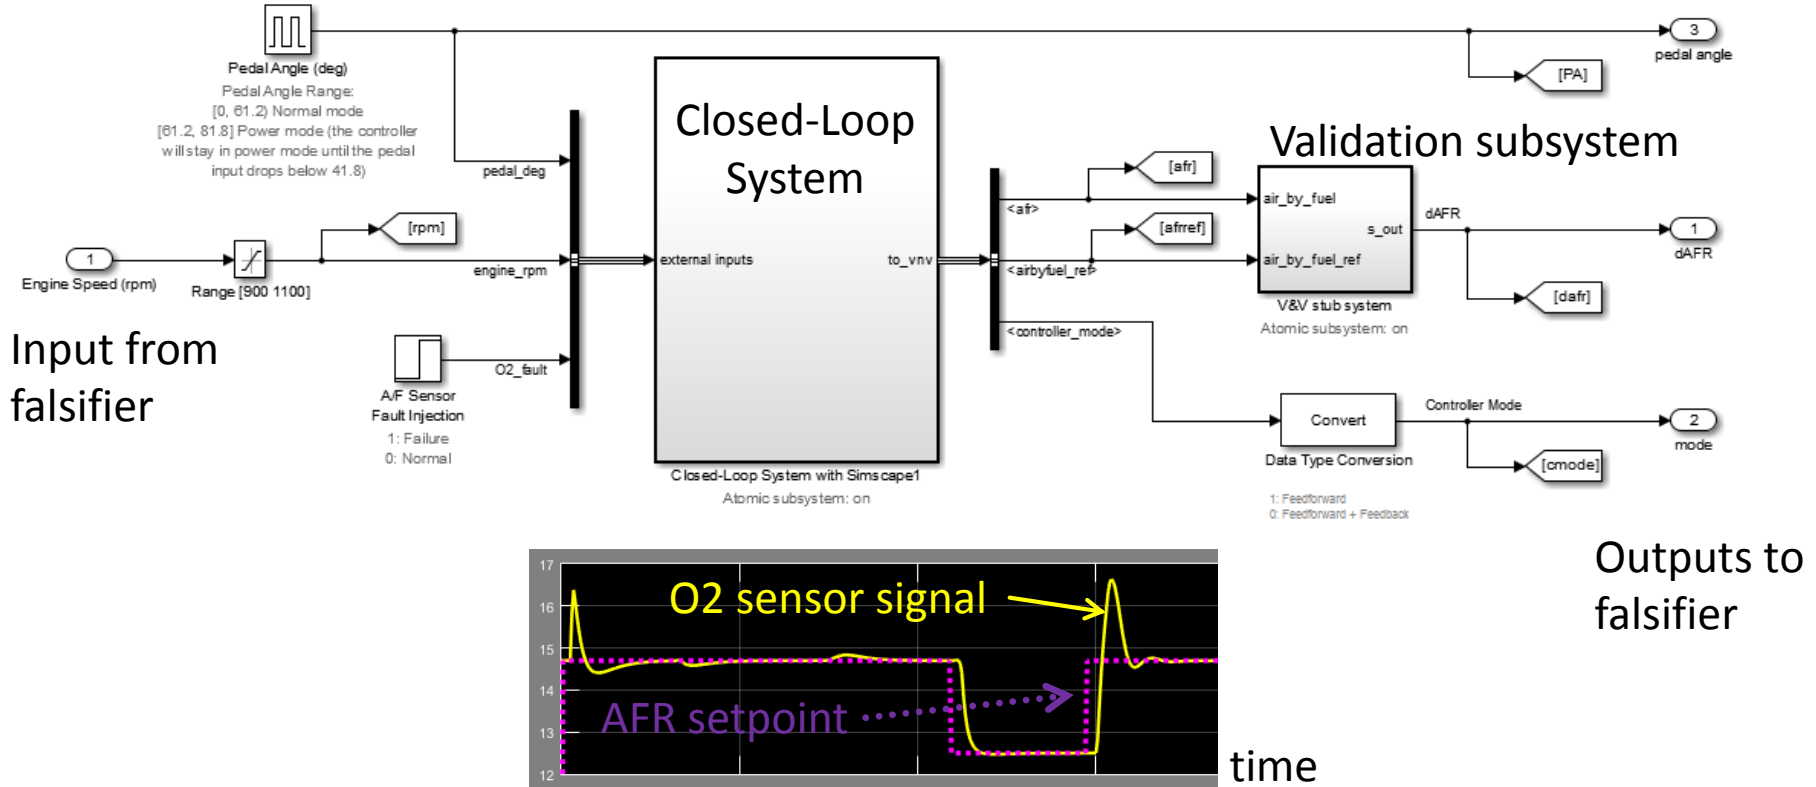 Pedal Angle (deg)
Pedal Angle Range:
[0, 61.2) Normal mode
[61.2, 81.8] Power mode (the controller
will stay in power mode until the pedal
input drops below 41.8)
3
pedal angle
[PA]
Closed-Loop
System
Validation subsystem
pedal_deg
[rpm]
1
Engine Speed (rpm)
Range [900 1100]
engine_rpm
external inputs
to_vnv
[afr]
<afr>
[afrref]
<airbyfuel_ref>
<controller_mode>
air_by_fuel
air_by_fuel_ref
s_out
V&V stub system
Atomic subsystem: on
dAFR
1
dAFR
[dafr]
Input from
falsifier
O2_fault
A/F Sensor
Fault Injection
1: Failure
0: Normal
Closed-Loop System with Simscape1
Atomic subsystem: on
Convert
Data Type Conversion
Controller Mode
2
mode
[cmode]
1: Feedforward
0: Feedforward + Feedback
Outputs to
falsifier
17
16
15
14
13
12
O2 sensor signal
AFR setpoint
time